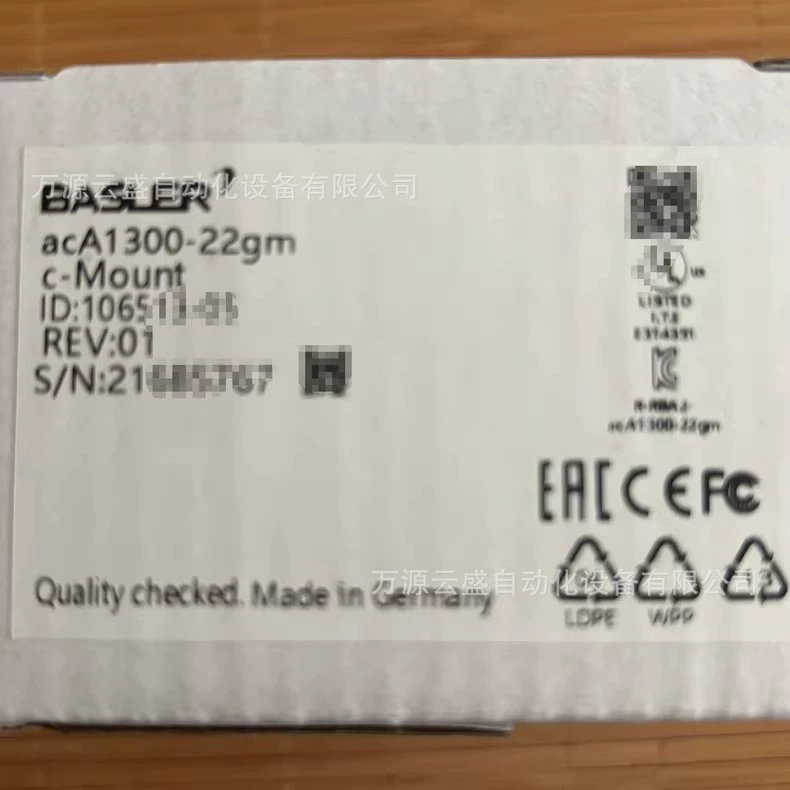 万源云盛自动化设备有限公司
BASLER
acA1300-22gm
c-Mount
REV:01
LISTED
I.T.E
acA1300-22gm
EAC CE FC
万源云盛自动化设备有限公司
Quality checked. Made in Germany
LDPE